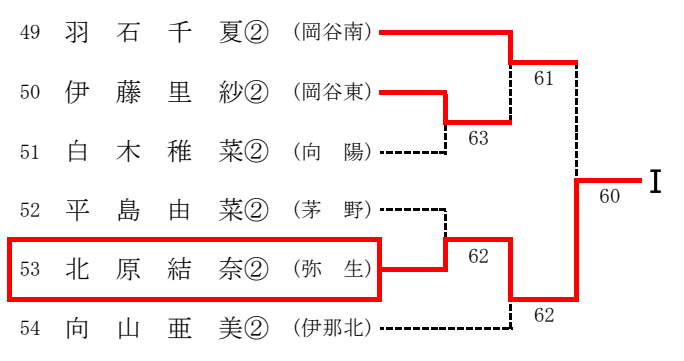 49 羽石千夏② (岡谷南)
61
50 伊藤里紗② (岡谷東)
63
51 白木稚菜② (向陽)
60 I
52 平島由菜② (茅野)
62
53 北原結奈② (弥生)
62
54 向山亜美② (伊那北)